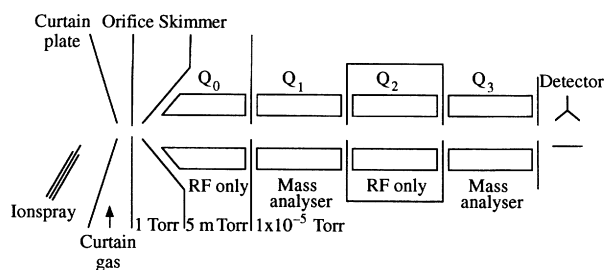 Curtain plate
Orifice Skimmer
Q0
Q1
Q2
Q3
Detector
Ionspray
RF only
Mass analyser
RF only
Mass analyser
1 Torr 5 m Torr 1x10⁻⁵ Torr
Curtain gas